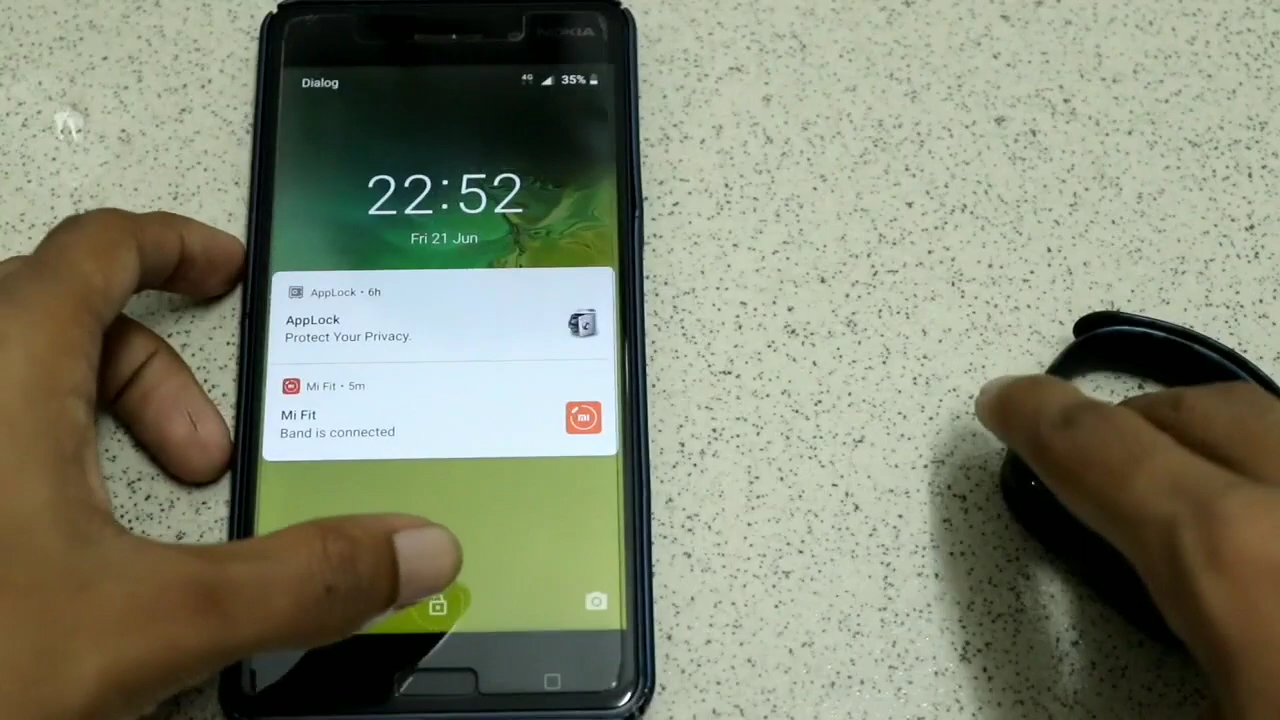 NOKIA
Dialog
4G 35%
22:52
Fri 21 Jun
AppLock • 6h
AppLock
Protect Your Privacy.
Mi Fit • 5m
Mi Fit
Band is connected